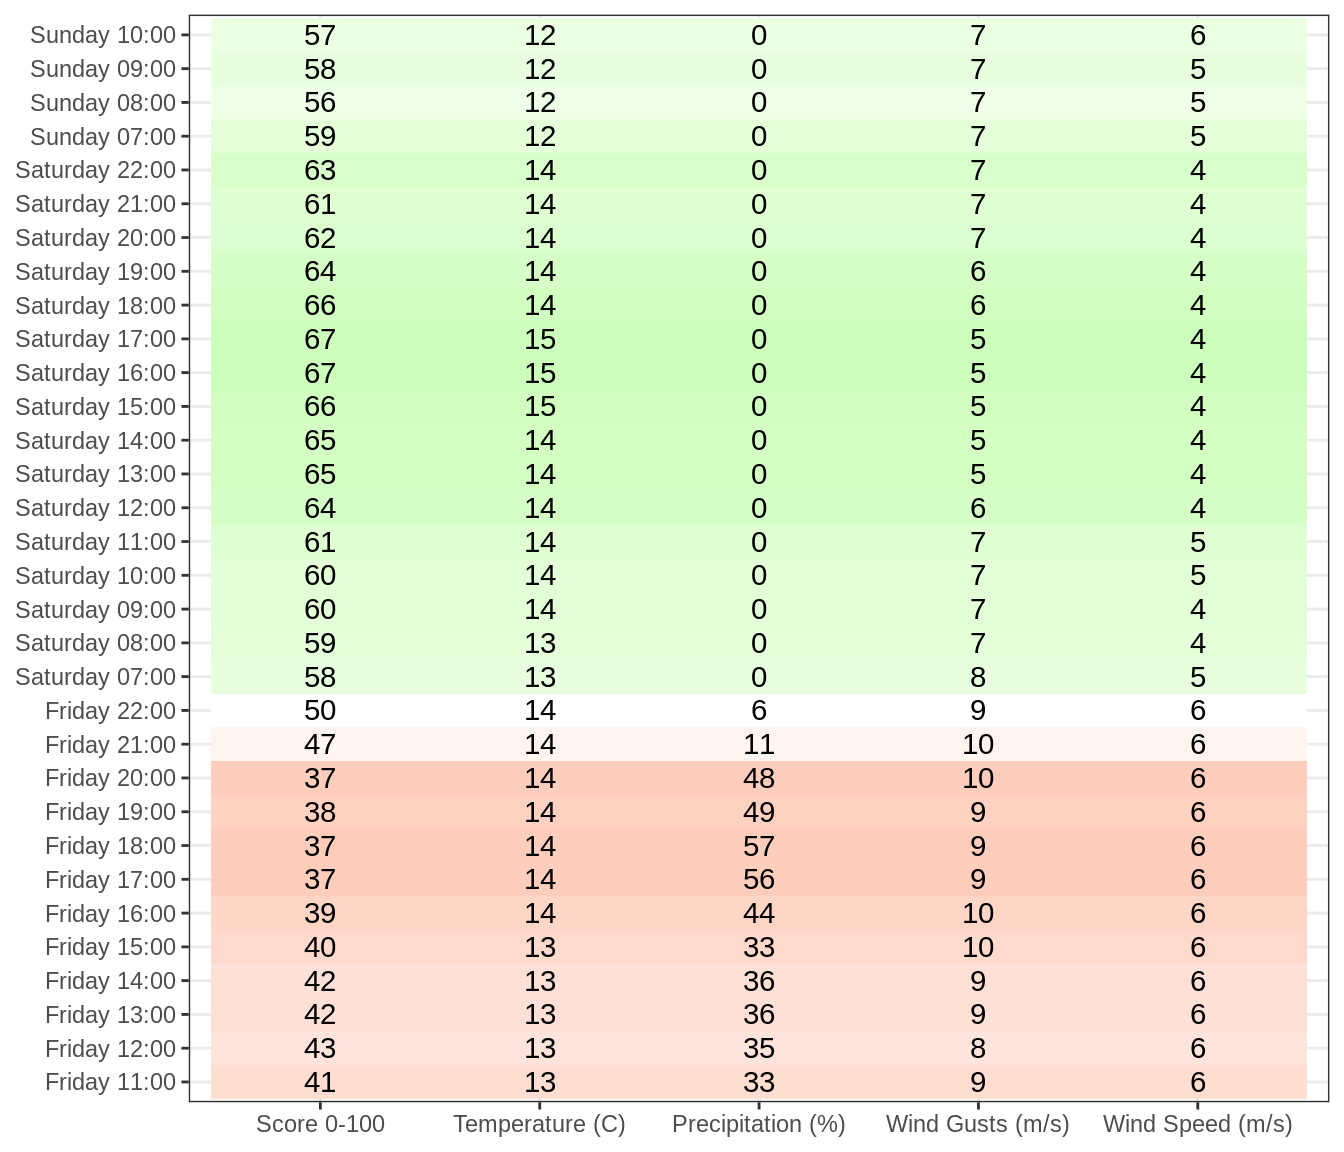 Sunday 10:00 57 12 0 7 6
Sunday 09:00 58 12 0 7 5
Sunday 08:00 56 12 0 7 5
Sunday 07:00 59 12 0 7 5
Saturday 22:00 63 14 0 7 4
Saturday 21:00 61 14 0 7 4
Saturday 20:00 62 14 0 7 4
Saturday 19:00 64 14 0 6 4
Saturday 18:00 66 14 0 6 4
Saturday 17:00 67 15 0 5 4
Saturday 16:00 67 15 0 5 4
Saturday 15:00 66 15 0 5 4
Saturday 14:00 65 14 0 5 4
Saturday 13:00 65 14 0 5 4
Saturday 12:00 64 14 0 6 4
Saturday 11:00 61 14 0 7 5
Saturday 10:00 60 14 0 7 5
Saturday 09:00 60 14 0 7 4
Saturday 08:00 59 13 0 7 4
Saturday 07:00 58 13 0 8 5
Friday 22:00 50 14 6 9 6
Friday 21:00 47 14 11 10 6
Friday 20:00 37 14 48 10 6
Friday 19:00 38 14 49 9 6
Friday 18:00 37 14 57 9 6
Friday 17:00 37 14 56 9 6
Friday 16:00 39 14 44 10 6
Friday 15:00 40 13 33 10 6
Friday 14:00 42 13 36 9 6
Friday 13:00 42 13 36 9 6
Friday 12:00 43 13 35 8 6
Friday 11:00 41 13 33 9 6
Score 0-100 Temperature (C) Precipitation (%) Wind Gusts (m/s) Wind Speed (m/s)